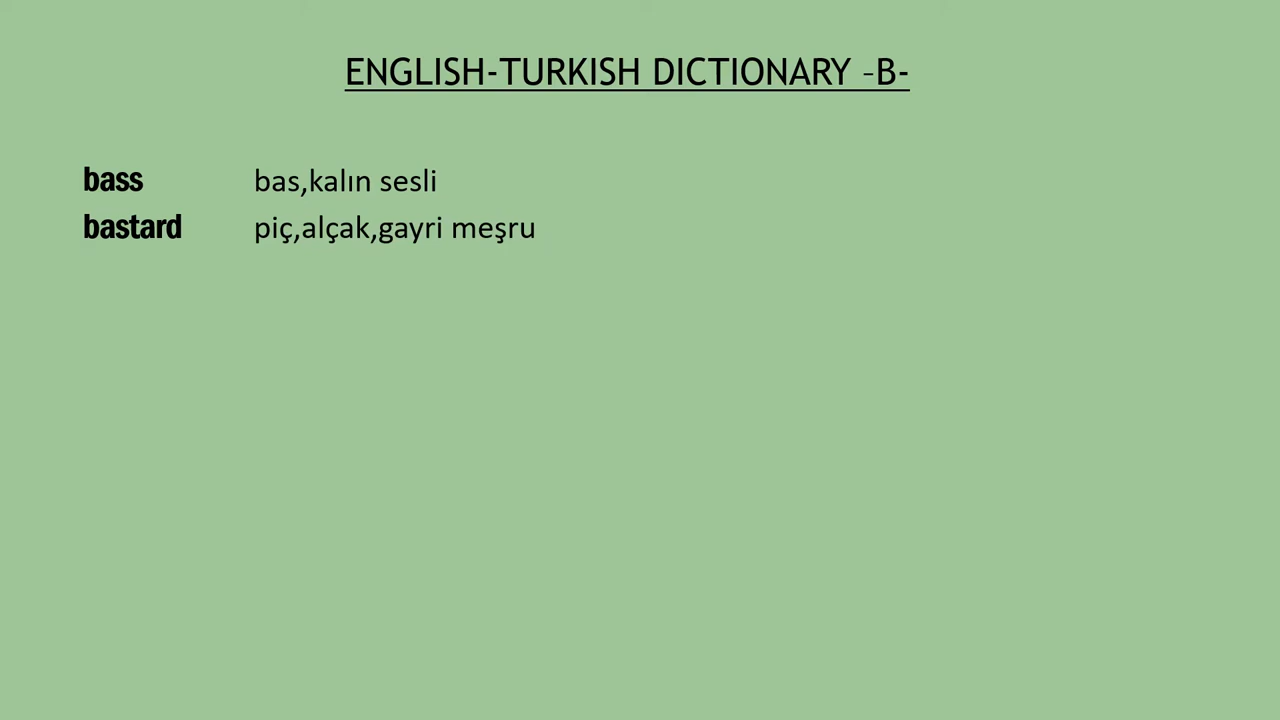 ENGLISH-TURKISH DICTIONARY –B-
bass bas,kalın sesli
bastard piç,alçak,gayri meşru